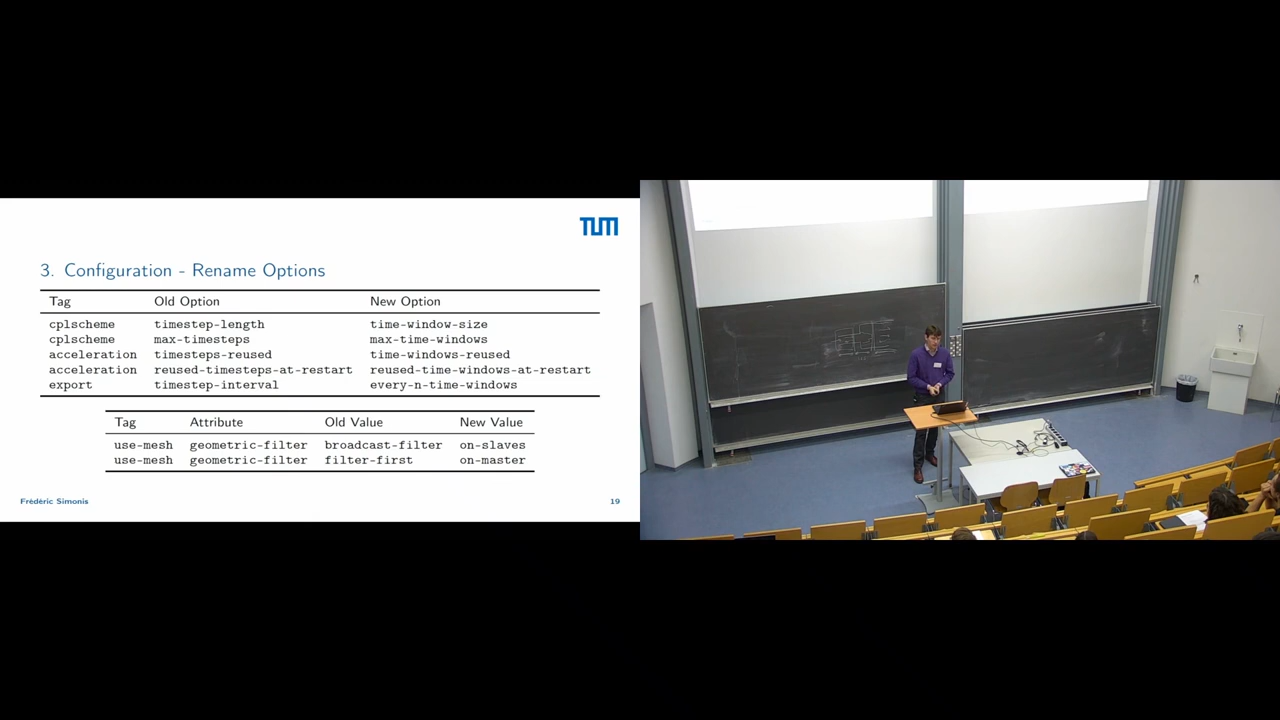 TUM
3. Configuration - Rename Options
Tag Old Option New Option
cplscheme timestep-length time-window-size
cplscheme max-timesteps max-time-windows
acceleration timesteps-reused time-windows-reused
acceleration reused-timesteps-at-restart reused-time-windows-at-restart
export timestep-interval every-n-time-windows
Tag Attribute Old Value New Value
use-mesh geometric-filter broadcast-filter on-slaves
use-mesh geometric-filter filter-first on-master
Frédéric Simonis 19